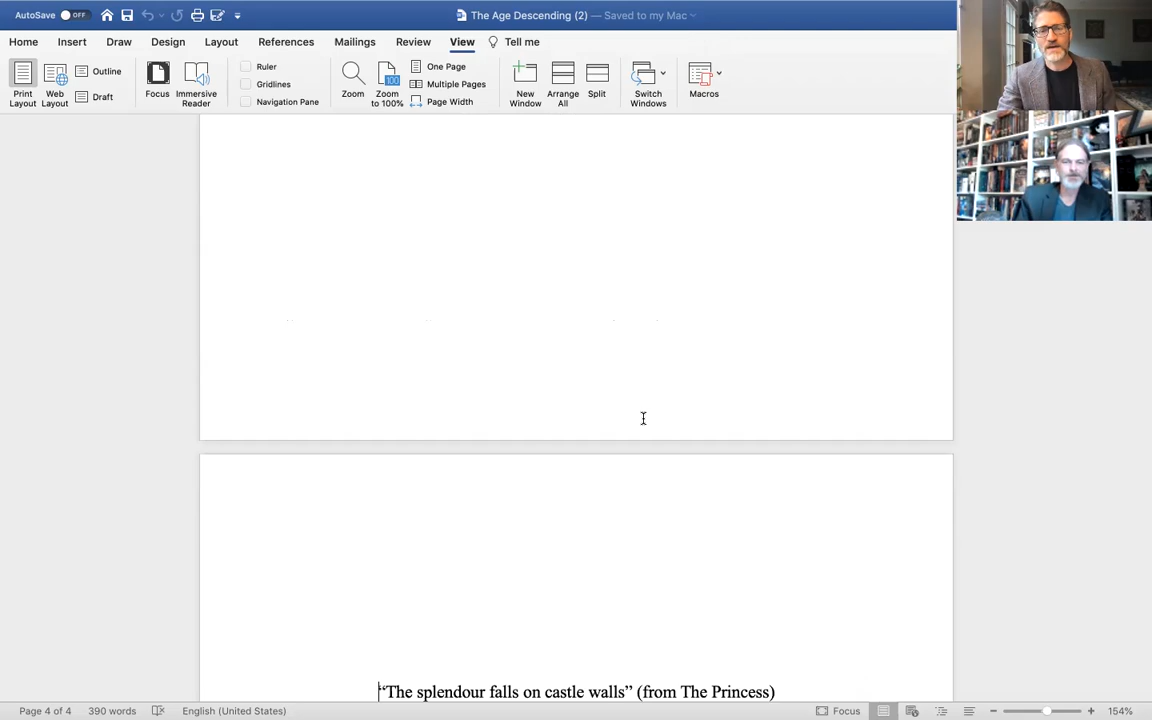 AutoSave OFF
The Age Descending (2) — Saved to my Mac
Home Insert Draw Design Layout References Mailings Review View Tell me
Print Layout
Web Layout
Outline
Draft
Focus
Immersive Reader
Ruler
Gridlines
Navigation Pane
Zoom
Zoom to 100%
100
One Page
Multiple Pages
Page Width
New Window
Arrange All
Split
Switch Windows
Macros
“The splendour falls on castle walls” (from The Princess)
Page 4 of 4 390 words English (United States) Focus 154%